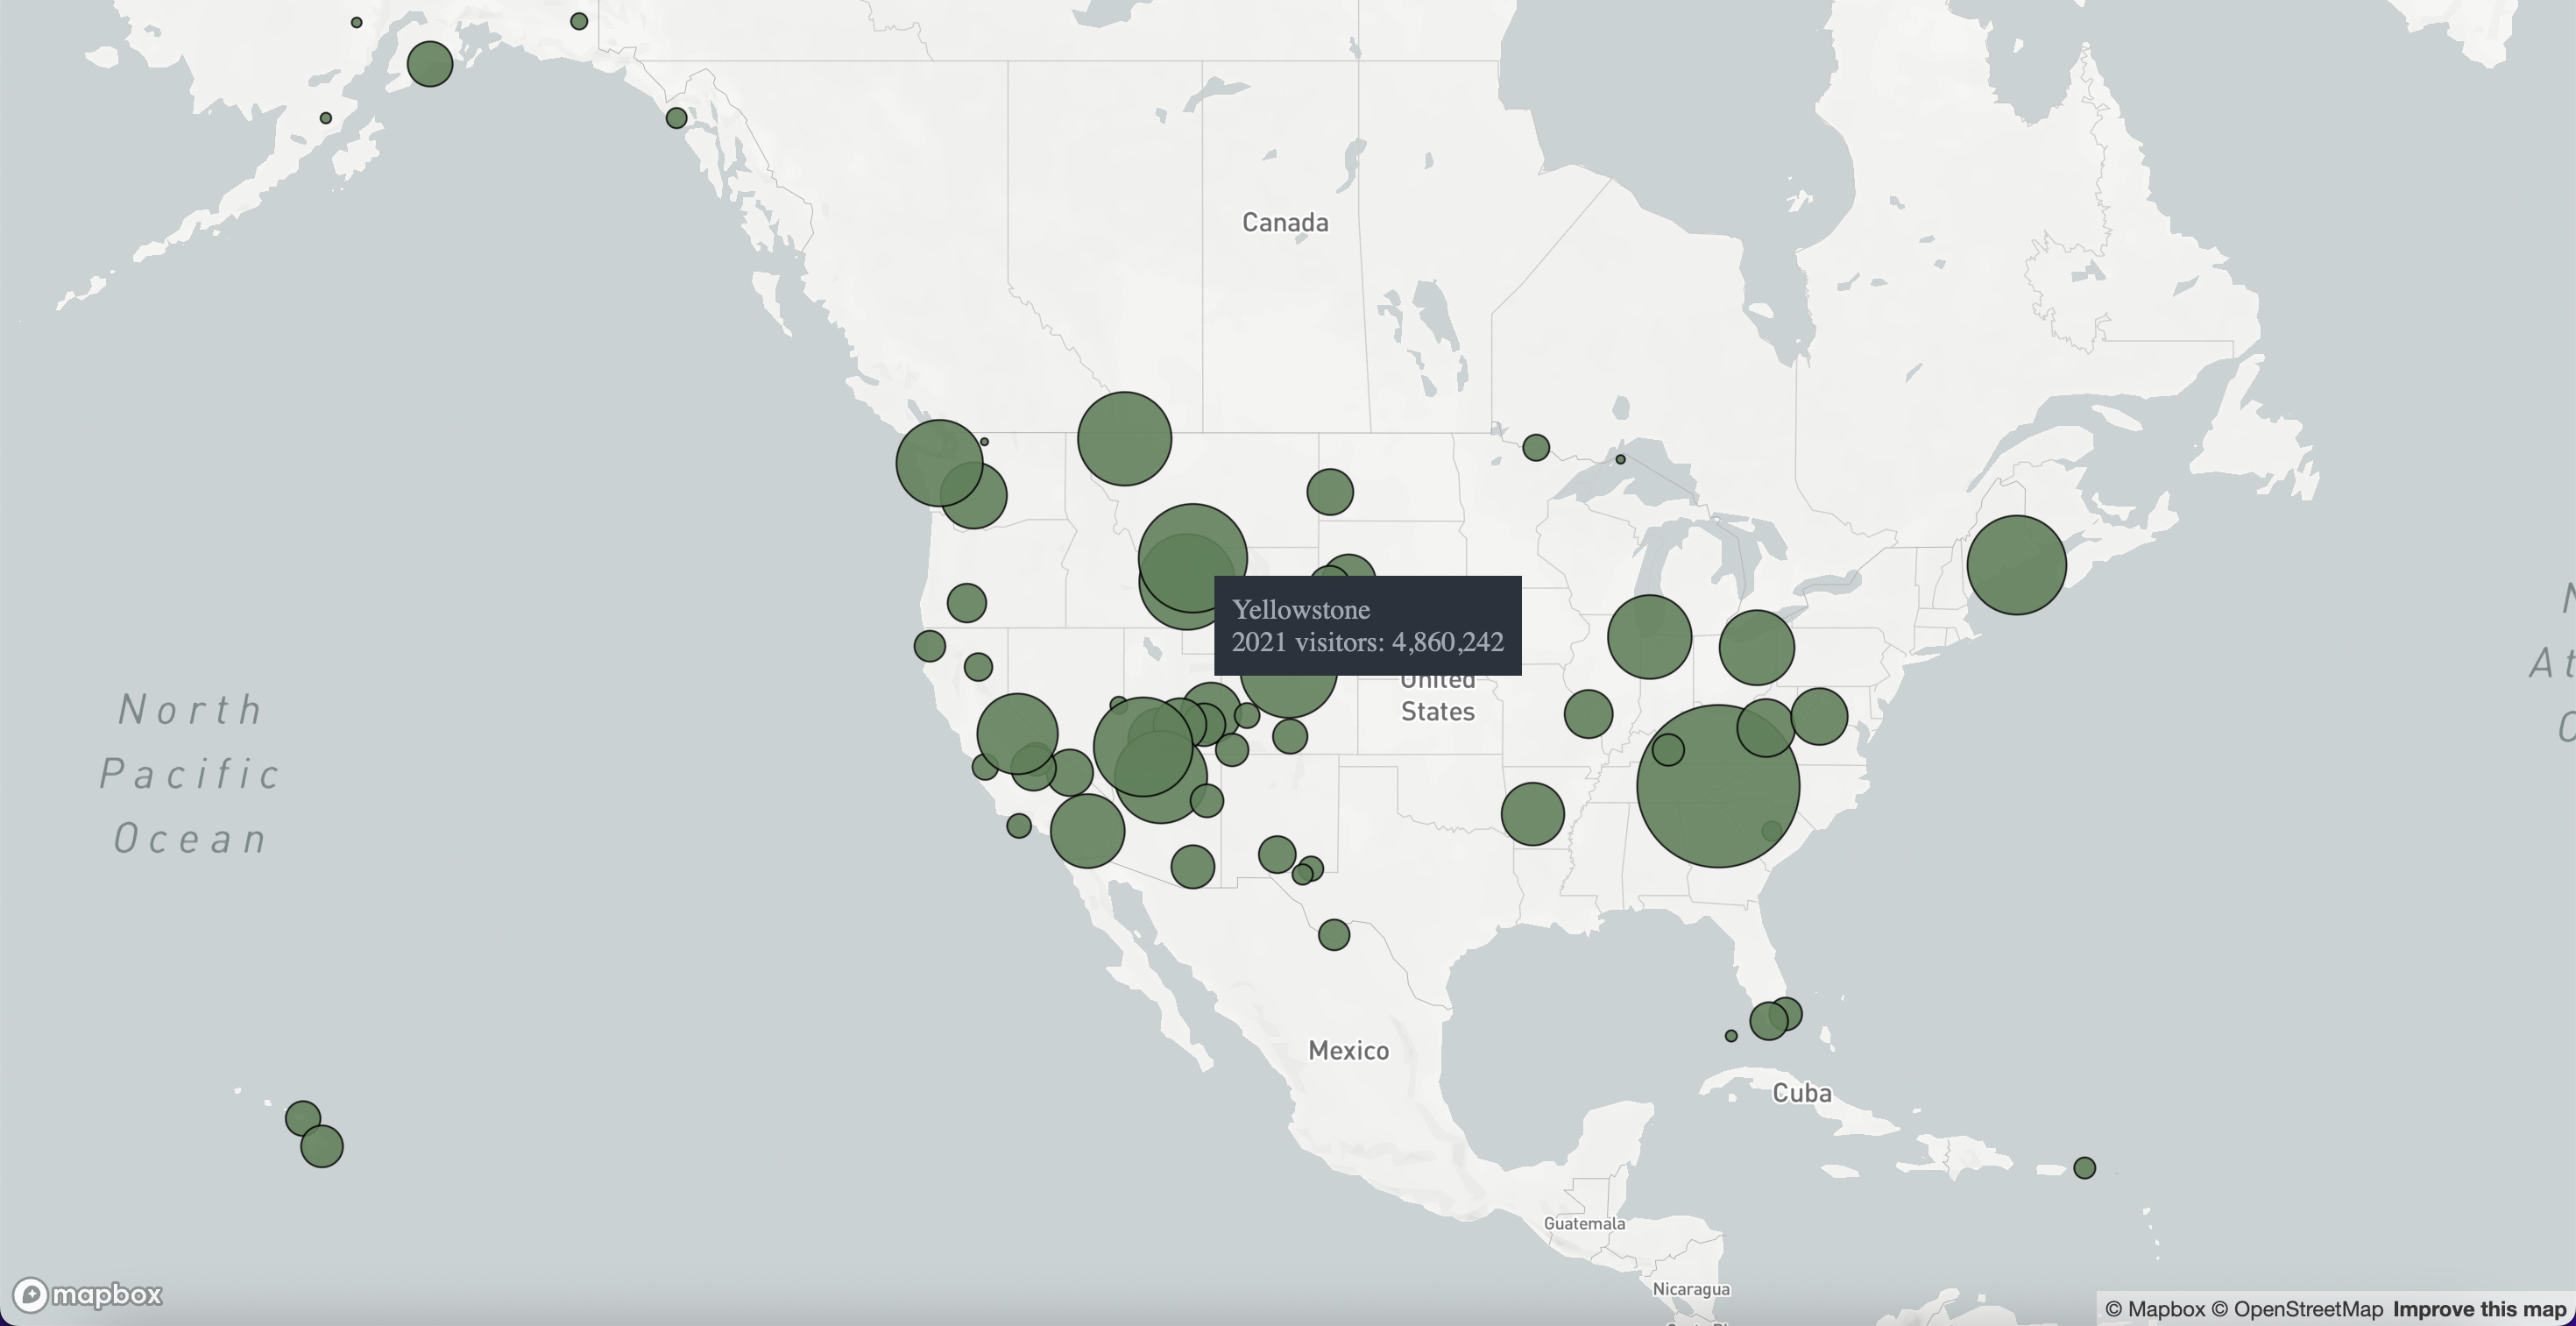 Canada
Yellowstone
2021 visitors: 4,860,242
United
States
North
Pacific
Ocean
Mexico
Cuba
Guatemala
Nicaragua
mapbox
© Mapbox © OpenStreetMap Improve this map